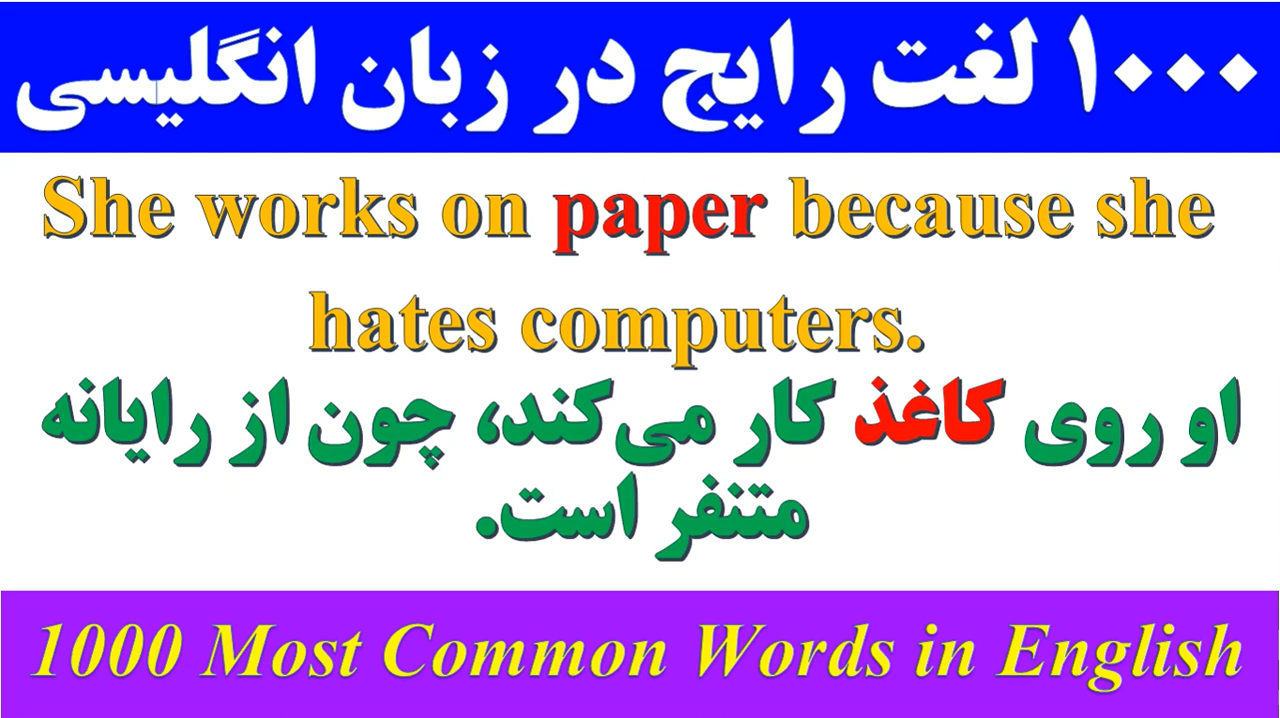 ۱۰۰۰ لغت رایج در زبان انگلیسی
She works on paper because she
hates computers.
او روی کاغذ کار می‌کند، چون از رایانه
متنفر است.
1000 Most Common Words in English